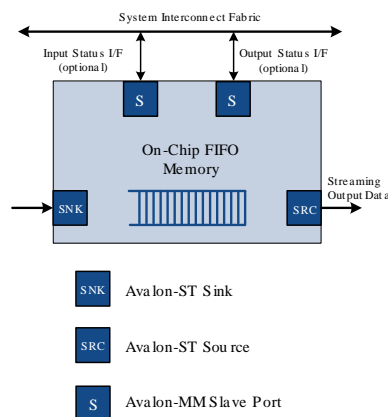 System Interconnect Fabric
Input Status I/F
(optional)
Output Status I/F
(optional)
S
S
On-Chip FIFO
Memory
SNK
SRC
Streaming
Output Data
SNK
Avalon-ST Sink
SRC
Avalon-ST Source
S
Avalon-MM Slave Port